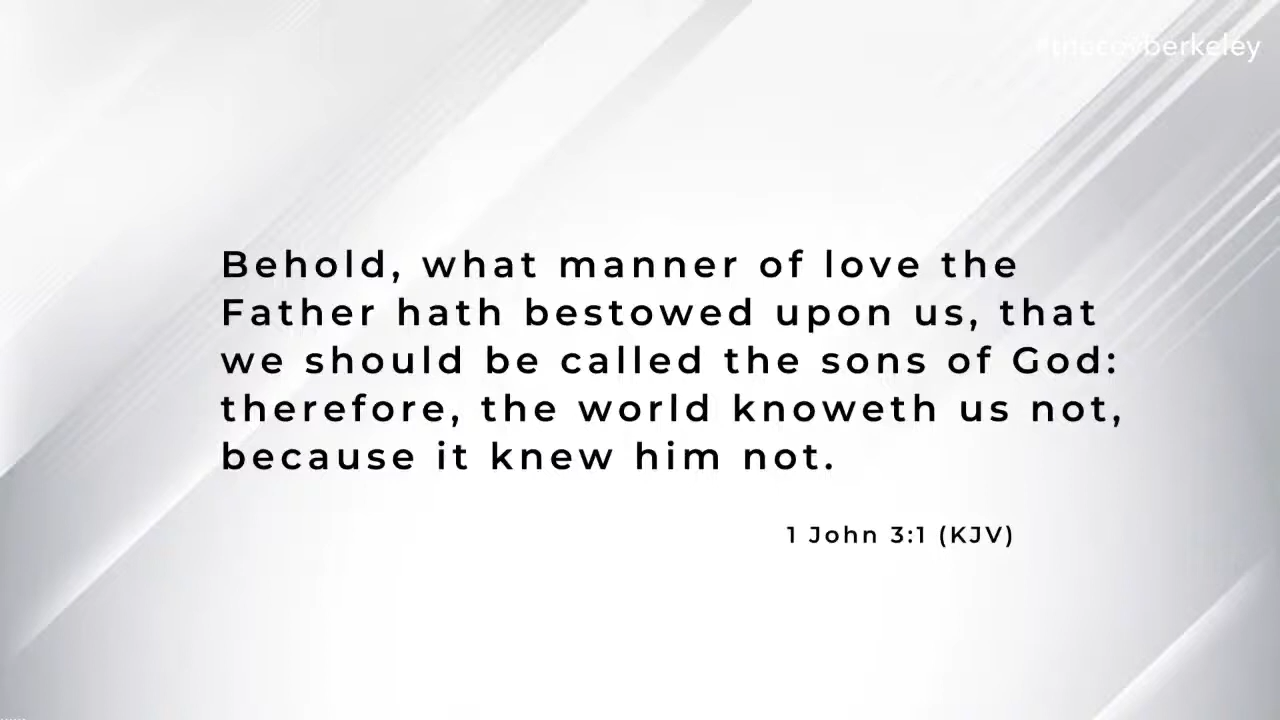 #thecovberkeley
Behold, what manner of love the
Father hath bestowed upon us, that
we should be called the sons of God:
therefore, the world knoweth us not,
because it knew him not.
1 John 3:1 (KJV)